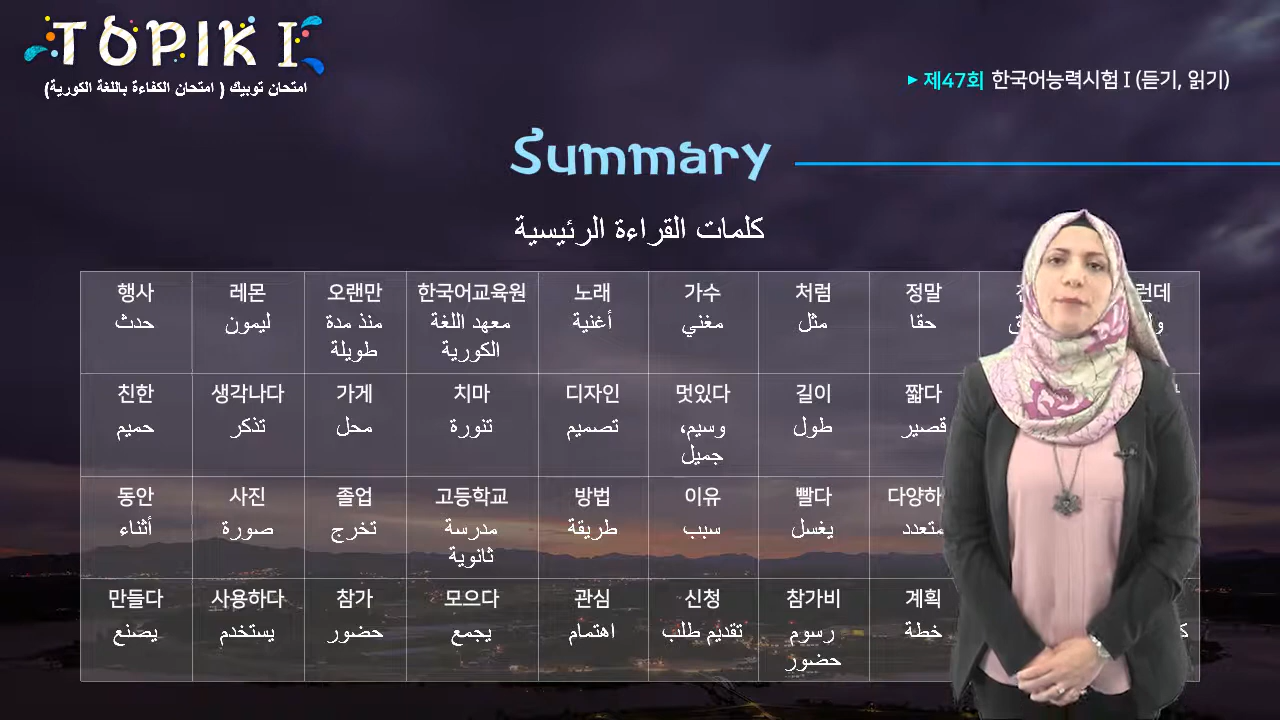 TOPIK I
امتحان توبيك ( امتحان الكفاءة باللغة الكورية)
▶ 제47회 한국어능력시험 I (듣기, 읽기)
Summary
كلمات القراءة الرئيسية
행사 레몬 오랜만 한국어교육원 노래 가수 처럼 정말
حدث ليمون منذ مدة طويلة معهد اللغة الكورية أغنية مغني مثل حقا
친한 생각나다 가게 치마 디자인 멋있다 길이 짧다
حميم تذكر محل تنورة تصميم وسيم، جميل طول قصير
동안 사진 졸업 고등학교 방법 이유 빨다 다양하
أثناء صورة تخرج مدرسة ثانوية طريقة سبب يغسل متعدد
만들다 사용하다 참가 모으다 관심 신청 참가비 계획
يصنع يستخدم حضور يجمع اهتمام تقديم طلب رسوم حضور خطة